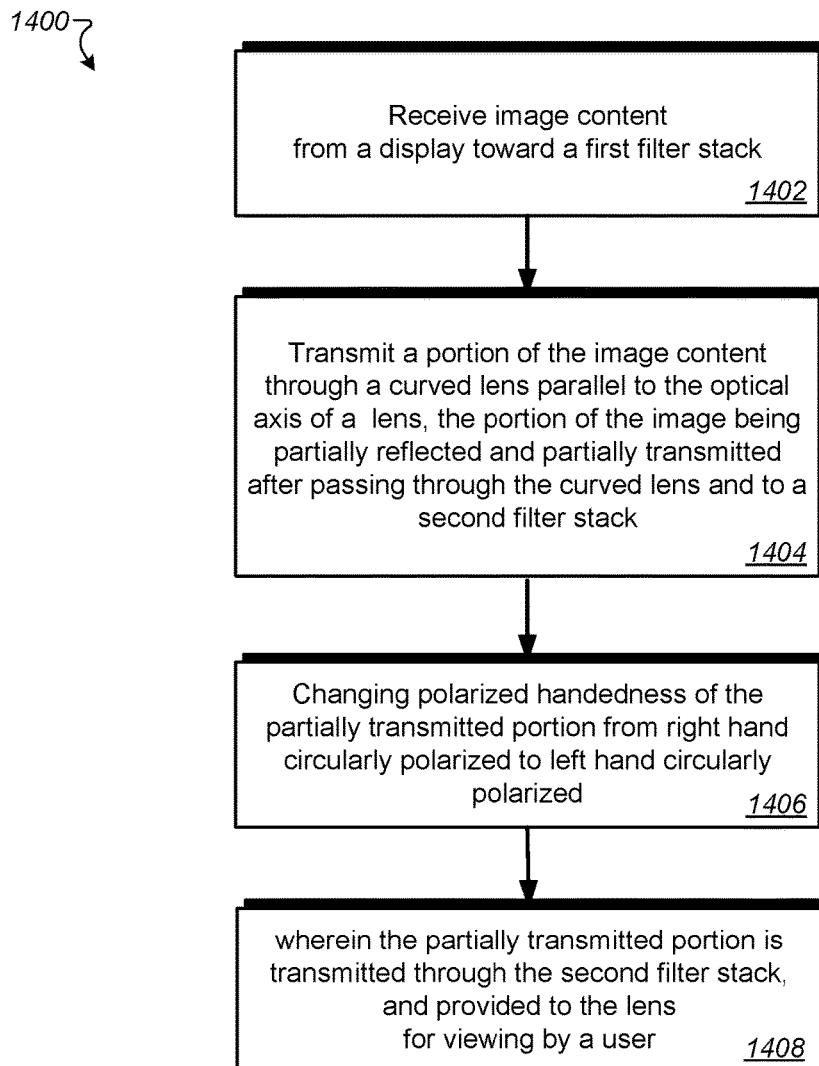 1400
Receive image content
from a display toward a first filter stack
1402
Transmit a portion of the image content
through a curved lens parallel to the optical
axis of a lens, the portion of the image being
partially reflected and partially transmitted
after passing through the curved lens and to a
second filter stack
1404
Changing polarized handedness of the
partially transmitted portion from right hand
circularly polarized to left hand circularly
polarized
1406
wherein the partially transmitted portion is
transmitted through the second filter stack,
and provided to the lens
for viewing by a user
1408